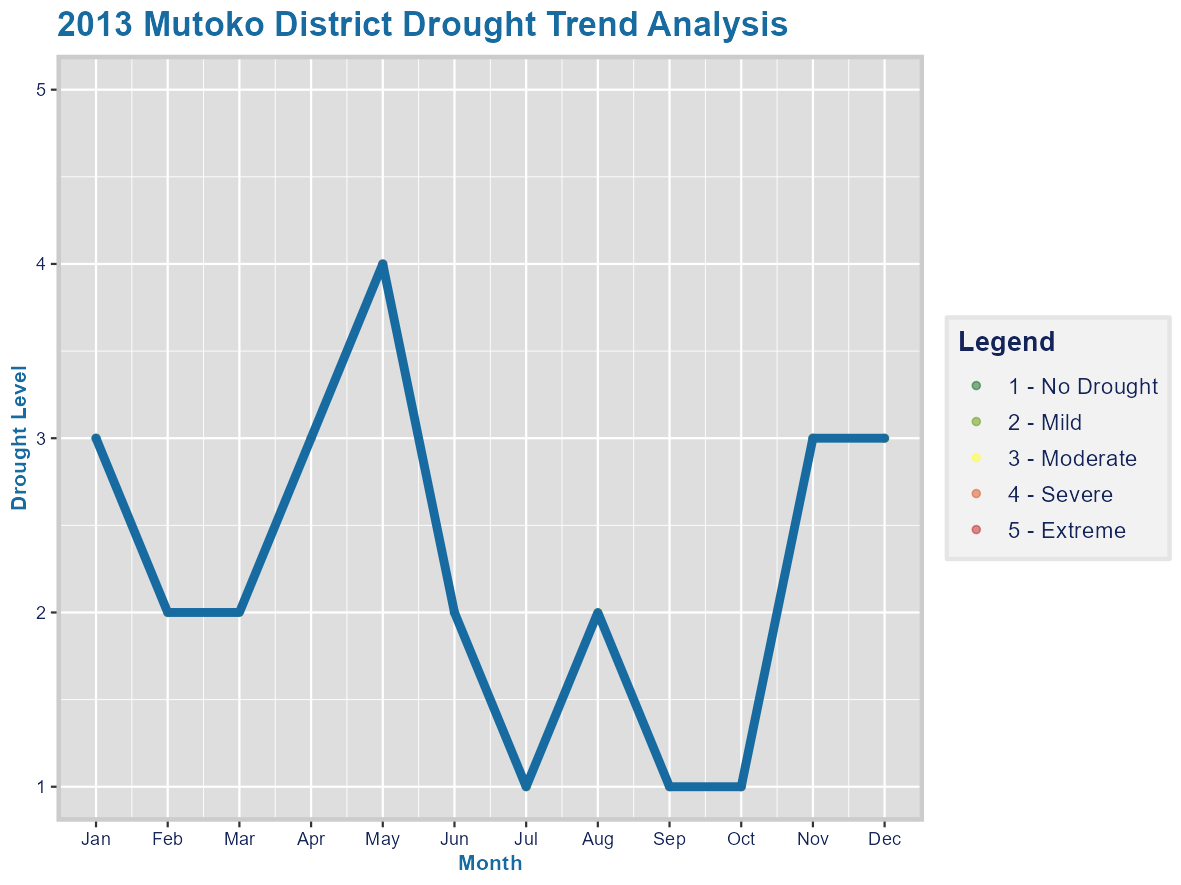 2013 Mutoko District Drought Trend Analysis
Drought Level
5
4
3
2
1
Jan Feb Mar Apr May Jun Jul Aug Sep Oct Nov Dec
Month
Legend
1 - No Drought
2 - Mild
3 - Moderate
4 - Severe
5 - Extreme